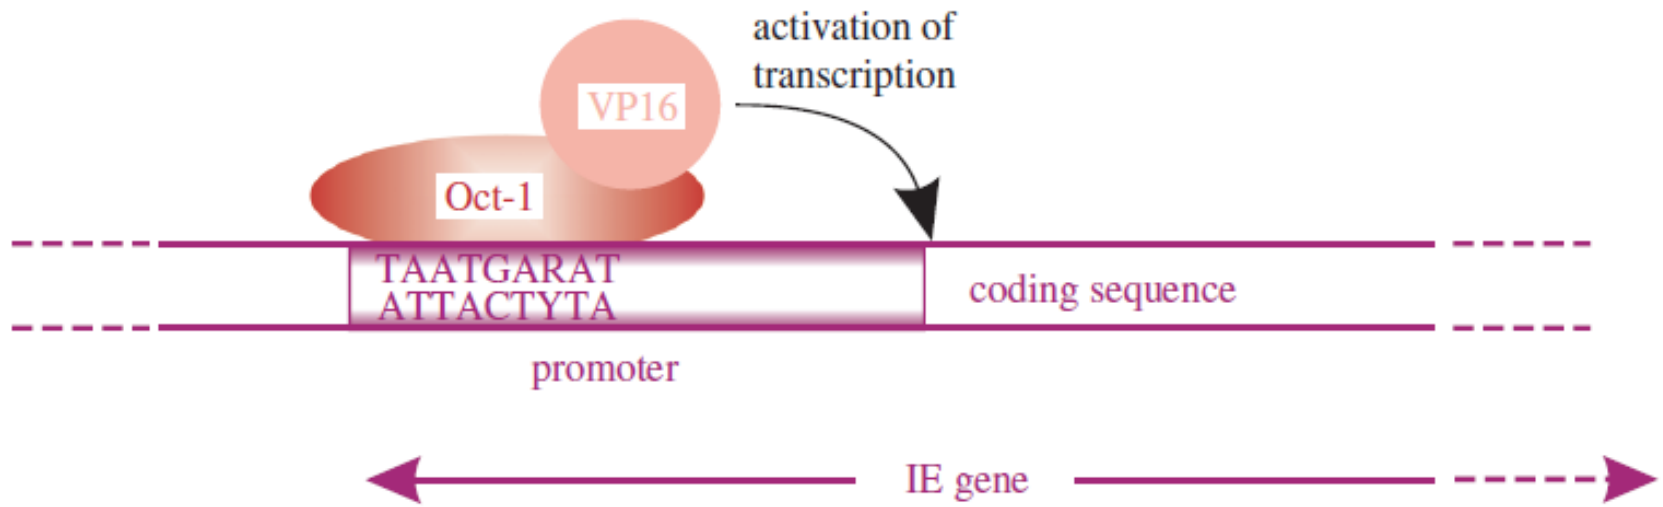 activation of
transcription
VP16
Oct-1
TAATGARAT
ATTACTYTA
coding sequence
promoter
IE gene